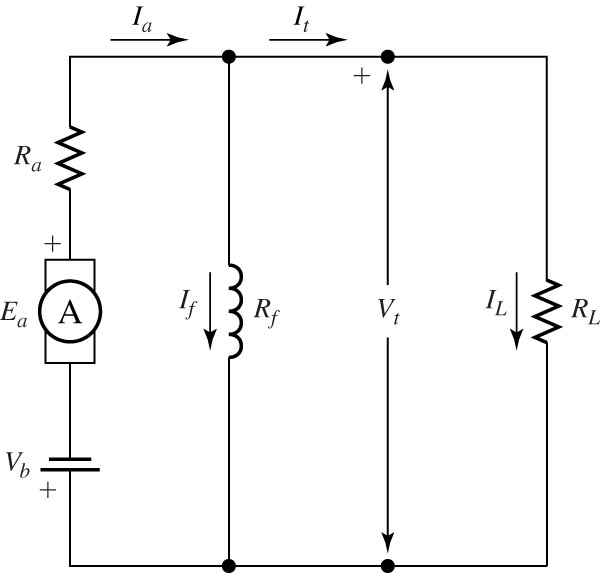 Ia
It
+
Ra
+
Ea
A
If
Rf
Vt
IL
RL
Vb
+